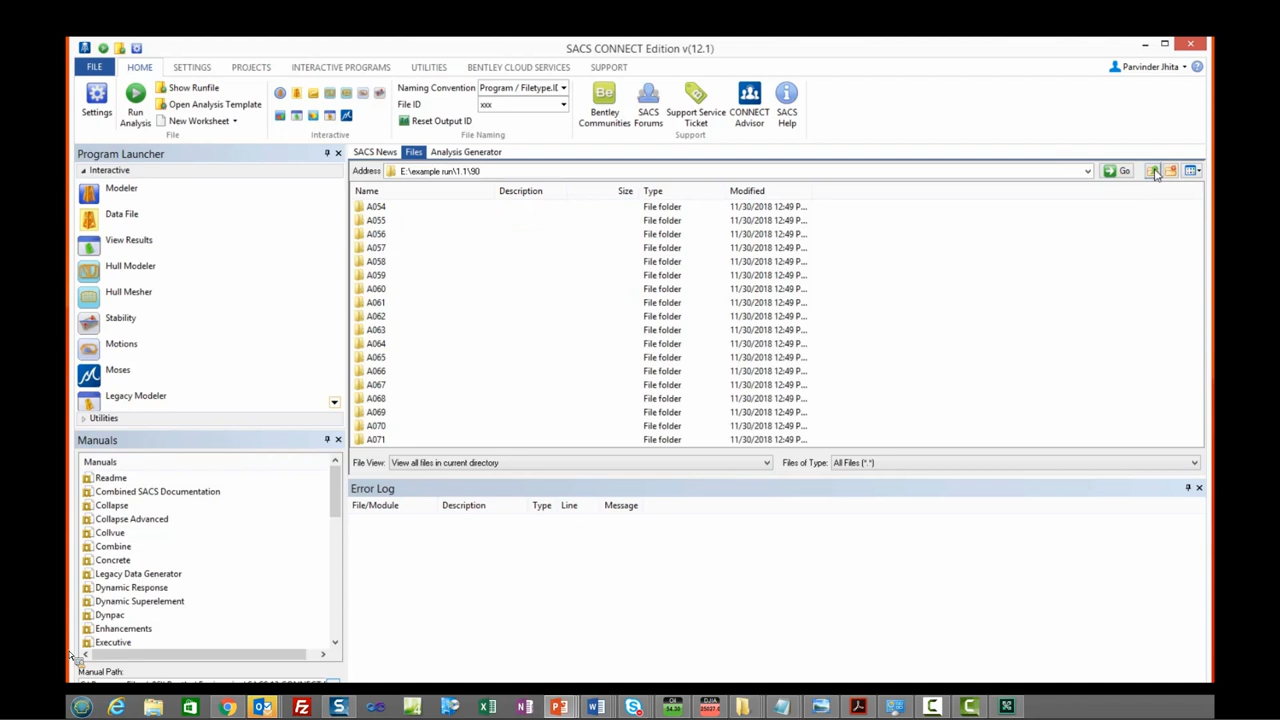 SACS CONNECT Edition v(12.1)
FILE HOME SETTINGS PROJECTS INTERACTIVE PROGRAMS UTILITIES BENTLEY CLOUD SERVICES SUPPORT Parvinder Jhita
Settings
Run Analysis
Show Runfile
Open Analysis Template
New Worksheet
File
Interactive
Naming Convention Program / Filetype.ID
File ID xxx
Reset Output ID
File Naming
Be
Bentley Communities
SACS Forums
Support Service Ticket
CONNECT Advisor
SACS Help
Support
Program Launcher
Interactive
Modeler
Data File
View Results
Hull Modeler
Hull Mesher
Stability
Motions
Moses
Legacy Modeler
Utilities
Manuals
Manuals
Readme
Combined SACS Documentation
Collapse
Collapse Advanced
Collvue
Combine
Concrete
Legacy Data Generator
Dynamic Response
Dynamic Superelement
Dynpac
Enhancements
Executive
Manual Path:
SACS News Files Analysis Generator
Address E:\example run\1.1\90 Go
Name Description Size Type Modified
A054 File folder 11/30/2018 12:49 P...
A055 File folder 11/30/2018 12:49 P...
A056 File folder 11/30/2018 12:49 P...
A057 File folder 11/30/2018 12:49 P...
A058 File folder 11/30/2018 12:49 P...
A059 File folder 11/30/2018 12:49 P...
A060 File folder 11/30/2018 12:49 P...
A061 File folder 11/30/2018 12:49 P...
A062 File folder 11/30/2018 12:49 P...
A063 File folder 11/30/2018 12:49 P...
A064 File folder 11/30/2018 12:49 P...
A065 File folder 11/30/2018 12:49 P...
A066 File folder 11/30/2018 12:49 P...
A067 File folder 11/30/2018 12:49 P...
A068 File folder 11/30/2018 12:49 P...
A069 File folder 11/30/2018 12:49 P...
A070 File folder 11/30/2018 12:49 P...
A071 File folder 11/30/2018 12:49 P...
File View: View all files in current directory Files of Type: All Files (*.*)
Error Log
File/Module Description Type Line Message